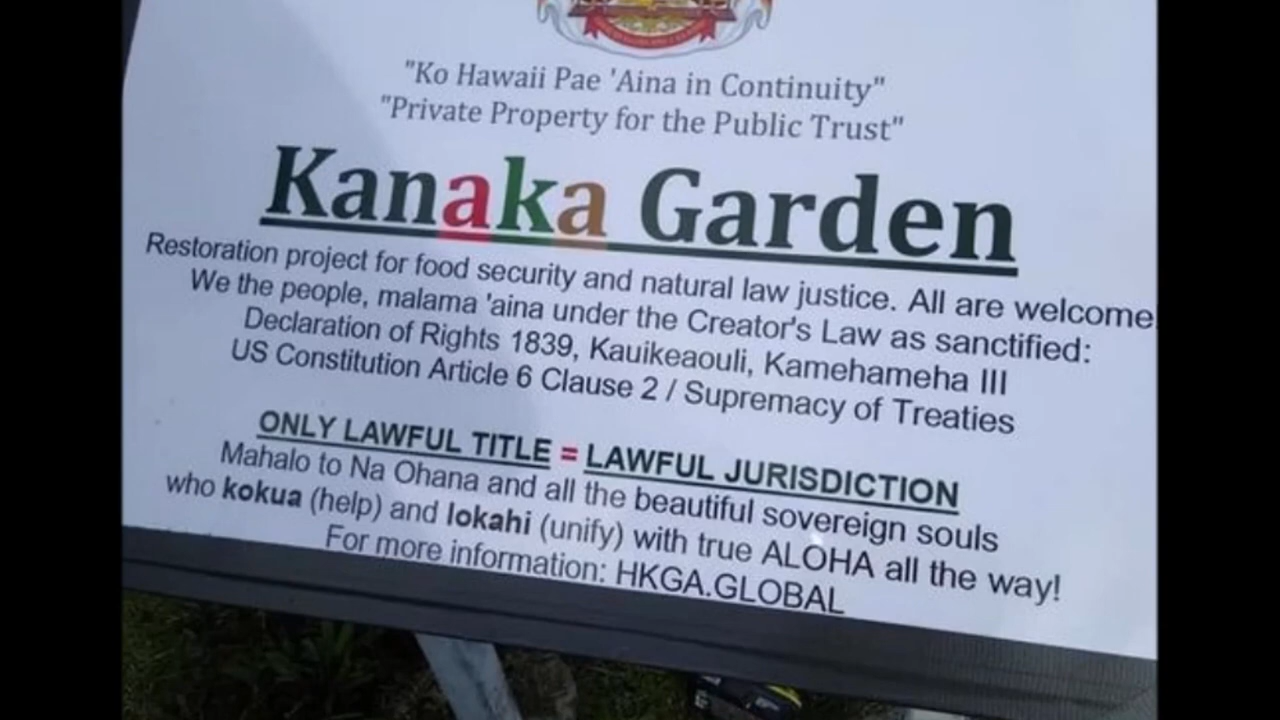 "Ko Hawaii Pae 'Aina in Continuity"
"Private Property for the Public Trust"
Kanaka Garden
Restoration project for food security and natural law justice. All are welcome
We the people, malama 'aina under the Creator's Law as sanctified:
Declaration of Rights 1839, Kauikeaouli, Kamehameha III
US Constitution Article 6 Clause 2 / Supremacy of Treaties
ONLY LAWFUL TITLE = LAWFUL JURISDICTION
Mahalo to Na Ohana and all the beautiful sovereign souls
who kokua (help) and lokahi (unify) with true ALOHA all the way!
For more information: HKGA.GLOBAL